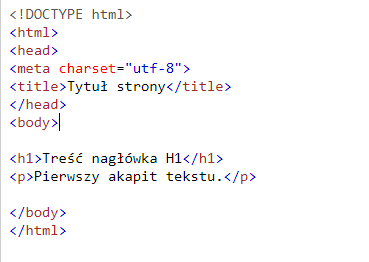 <!DOCTYPE html>
<html>
<head>
<meta charset="utf-8">
<title>Tytuł strony</title>
</head>
<body>
<h1>Treść nagłówka H1</h1>
<p>Pierwszy akapit tekstu.</p>
</body>
</html>